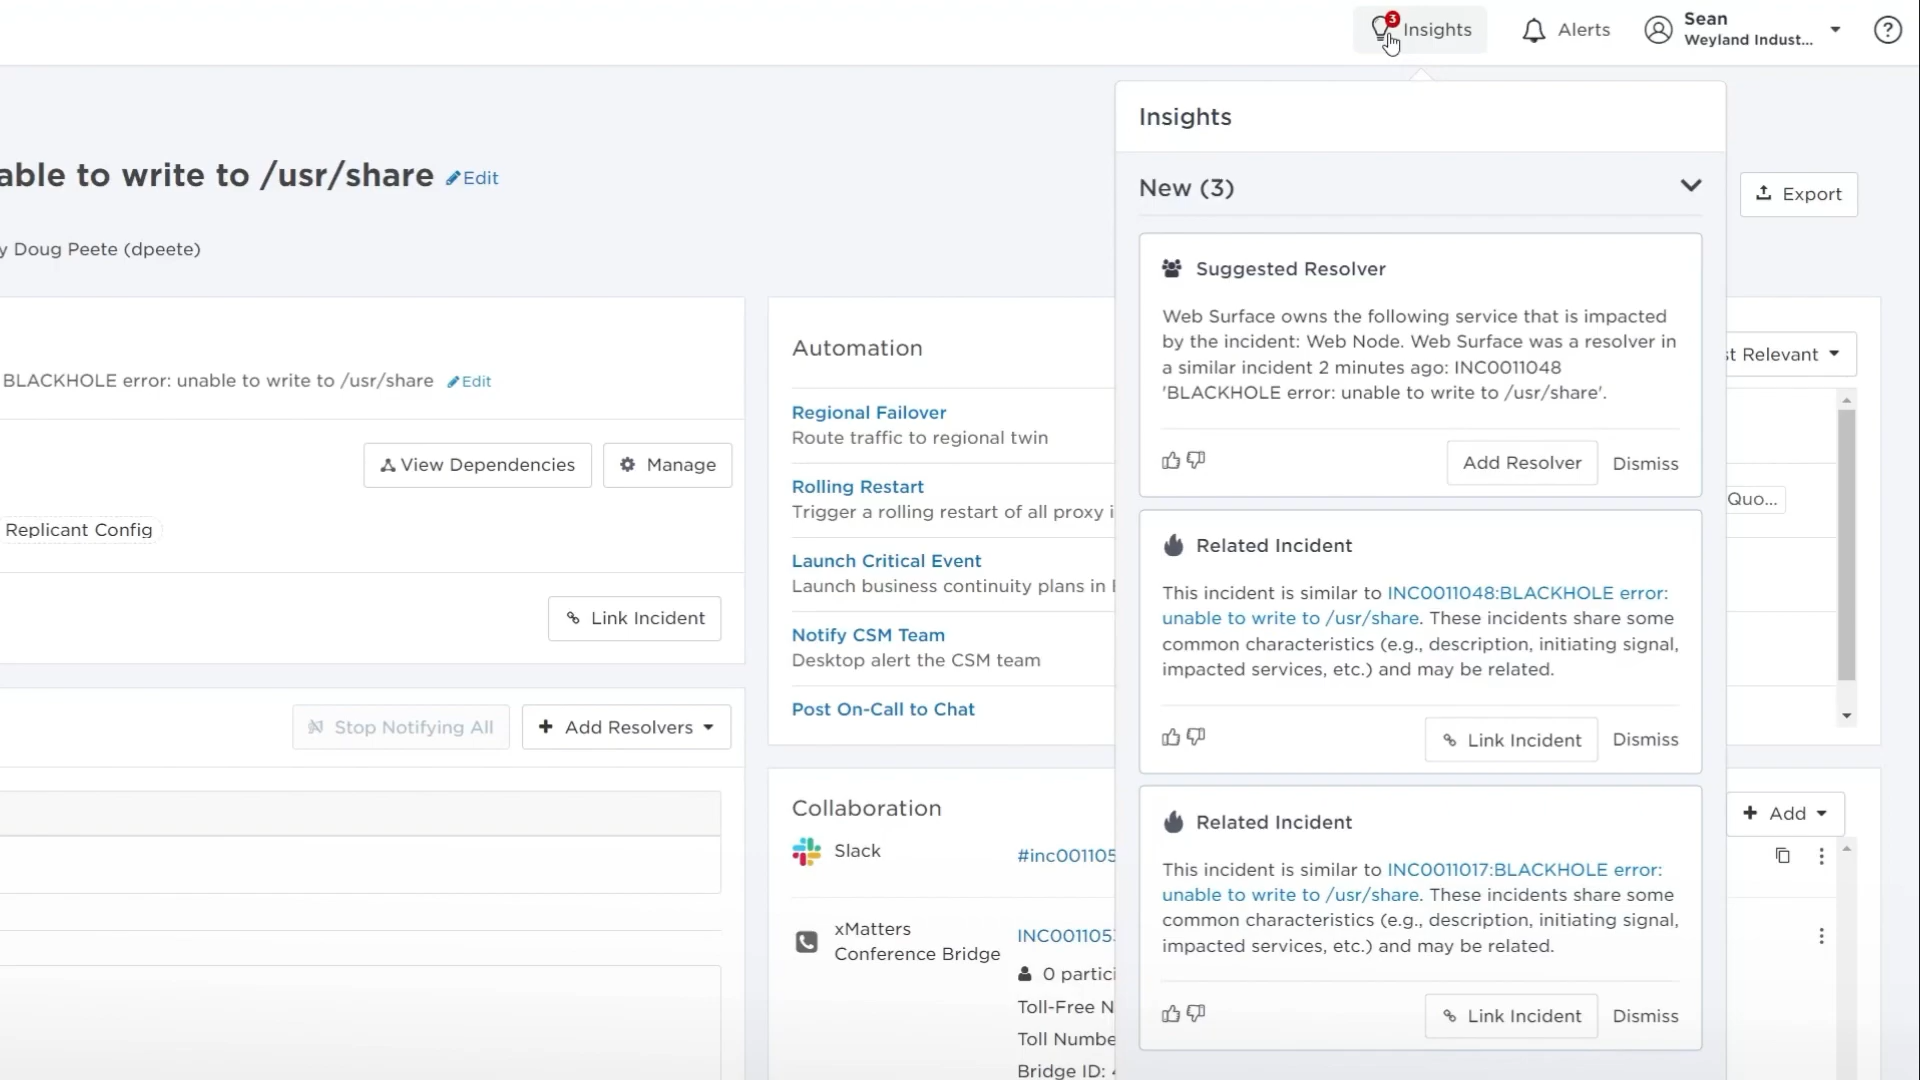 3
Insights
Alerts
Sean
Weyland Indust...
Insights
able to write to /usr/share
Edit
New (3)
Export
y Doug Peete (dpeete)
Suggested Resolver
Web Surface owns the following service that is impacted
by the incident: Web Node. Web Surface was a resolver in
a similar incident 2 minutes ago: INC0011048
'BLACKHOLE error: unable to write to /usr/share'.
Add Resolver
Dismiss
BLACKHOLE error: unable to write to /usr/share
Edit
Automation
st Relevant
Regional Failover
Route traffic to regional twin
View Dependencies
Manage
Rolling Restart
Trigger a rolling restart of all proxy i
Quo...
Replicant Config
Related Incident
This incident is similar to INC0011048:BLACKHOLE error:
unable to write to /usr/share. These incidents share some
common characteristics (e.g., description, initiating signal,
impacted services, etc.) and may be related.
Link Incident
Dismiss
Launch Critical Event
Launch business continuity plans in
Link Incident
Notify CSM Team
Desktop alert the CSM team
Post On-Call to Chat
Stop Notifying All
Add Resolvers
Related Incident
This incident is similar to INC0011017:BLACKHOLE error:
unable to write to /usr/share. These incidents share some
common characteristics (e.g., description, initiating signal,
impacted services, etc.) and may be related.
Link Incident
Dismiss
Add
Collaboration
Slack
#inc001105
xMatters
Conference Bridge
INC0011053
0 partici
Toll-Free N
Toll Numbe
Bridge ID: